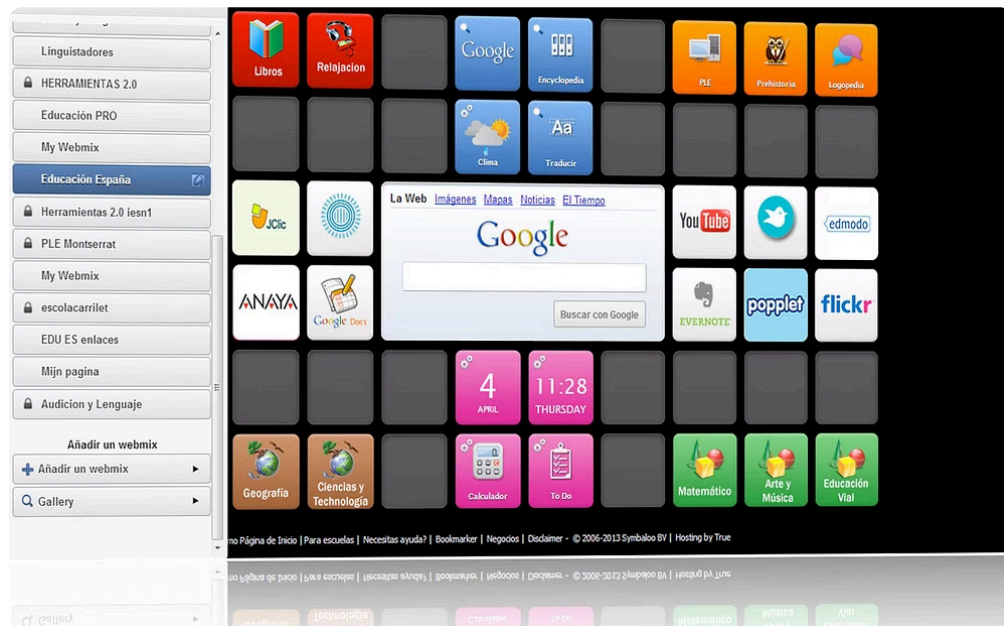 Linguistadores
HERRAMIENTAS 2.0
Educación PRO
My Webmix
Educación España
Herramientas 2.0 iesn1
PLE Montserrat
My Webmix
escolacarrilet
EDU ES enlaces
Mijn pagina
Audicion y Lenguaje
Añadir un webmix
Añadir un webmix
Gallery
Libros
Relajacion
Google
Encyclopedia
PLE
Prehistoria
Logopedia
Clima
Aa
Traducir
JClic
La Web Imágenes Mapas Noticias El Tiempo
Google
Buscar con Google
You Tube
edmodo
ANAYA
Google Docs
EVERNOTE
popplet
flickr
4
APRIL
11:28
THURSDAY
Geografía
Ciencias y
Technología
Calculador
To Do
Matemático
Arte y
Música
Educación
Vial
no Página de Inicio | Para escuelas | Necesitas ayuda? | Bookmarker | Negocios | Disclaimer - © 2006-2013 Symbaloo BV | Hosting by True